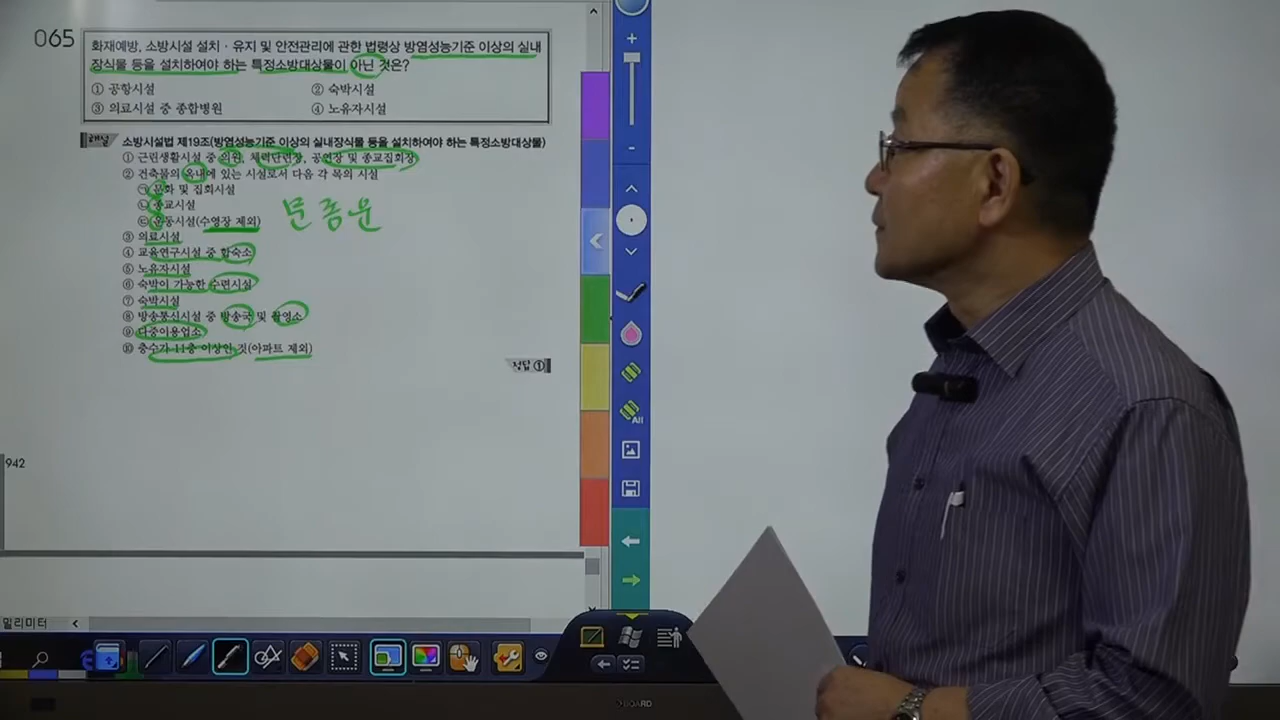 065
화재예방, 소방시설 설치 · 유지 및 안전관리에 관한 법령상 방염성능기준 이상의 실내
장식물 등을 설치하여야 하는 특정소방대상물이 아닌 것은?
① 공항시설 ② 숙박시설
③ 의료시설 중 종합병원 ④ 노유자시설
해설 소방시설법 제19조(방염성능기준 이상의 실내장식물 등을 설치하여야 하는 특정소방대상물)
① 근린생활시설 중 의원, 체력단련장, 공연장 및 종교집회장
② 건축물의 옥내에 있는 시설로서 다음 각 목의 시설
㉠ 문화 및 집회시설
㉡ 종교시설
㉢ 운동시설(수영장 제외) 문종운
③ 의료시설
④ 교육연구시설 중 합숙소
⑤ 노유자시설
⑥ 숙박이 가능한 수련시설
⑦ 숙박시설
⑧ 방송통신시설 중 방송국 및 촬영소
⑨ 다중이용업소
⑩ 층수가 11층 이상인 것(아파트 제외)
정답 ①
942
All
밀리미터